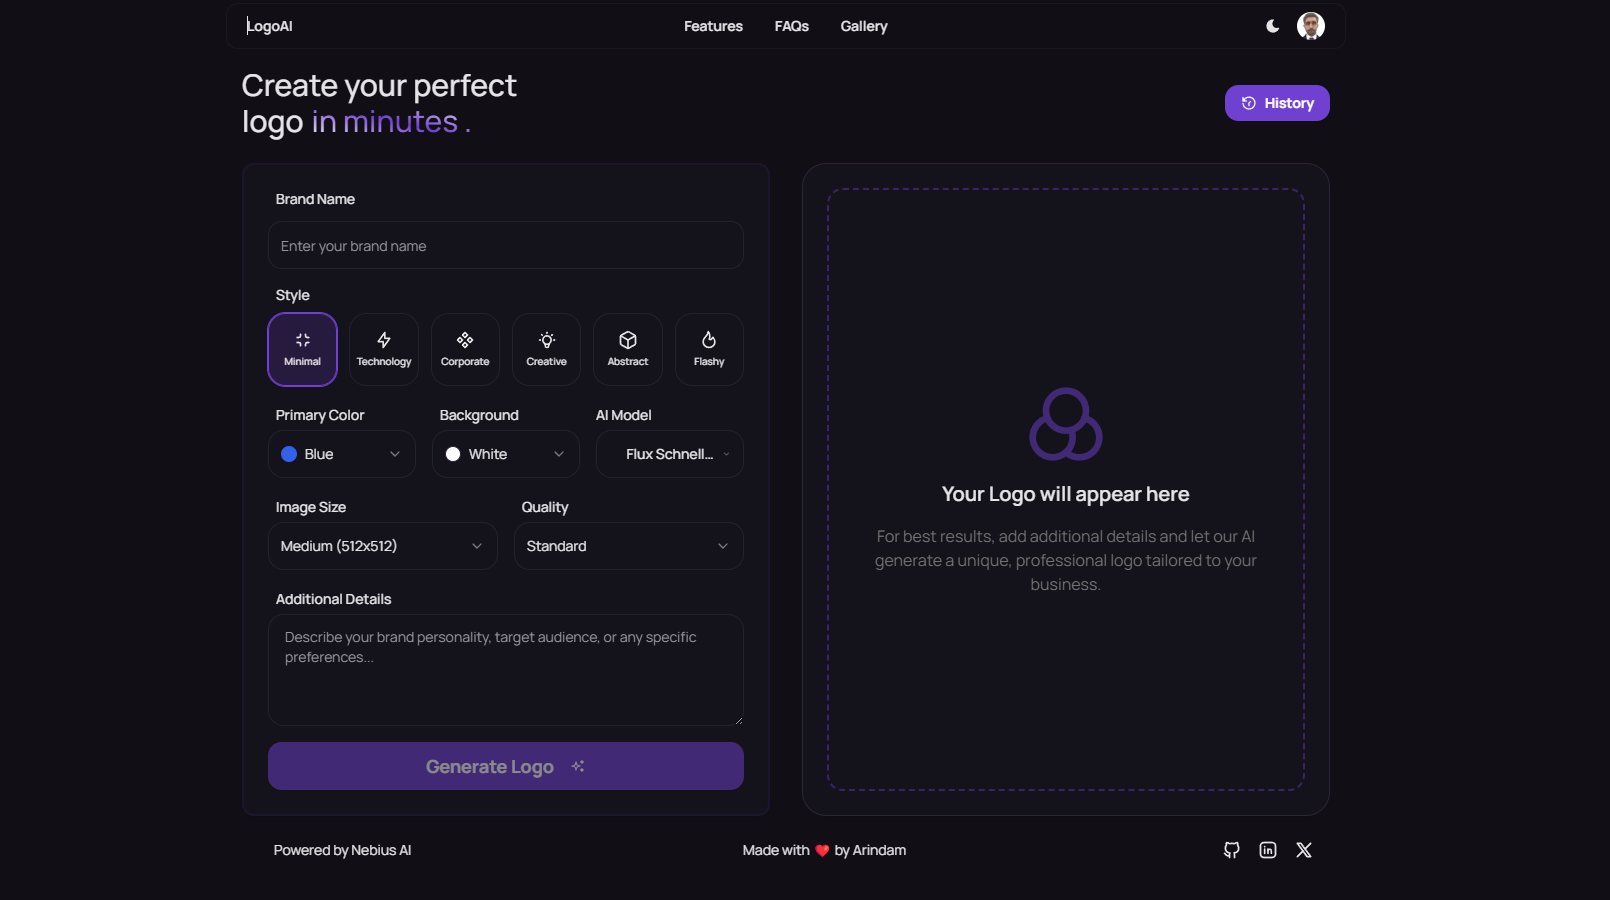 LogoAI
Features
FAQs
Gallery
Create your perfect
logo in minutes .
History
Brand Name
Enter your brand name
Style
Minimal
Technology
Corporate
Creative
Abstract
Flashy
Primary Color
Background
AI Model
Blue
White
Flux Schnell...
Image Size
Quality
Medium (512x512)
Standard
Additional Details
Describe your brand personality, target audience, or any specific
preferences...
Generate Logo
Your Logo will appear here
For best results, add additional details and let our AI
generate a unique, professional logo tailored to your
business.
Powered by Nebius AI
Made with ❤️ by Arindam